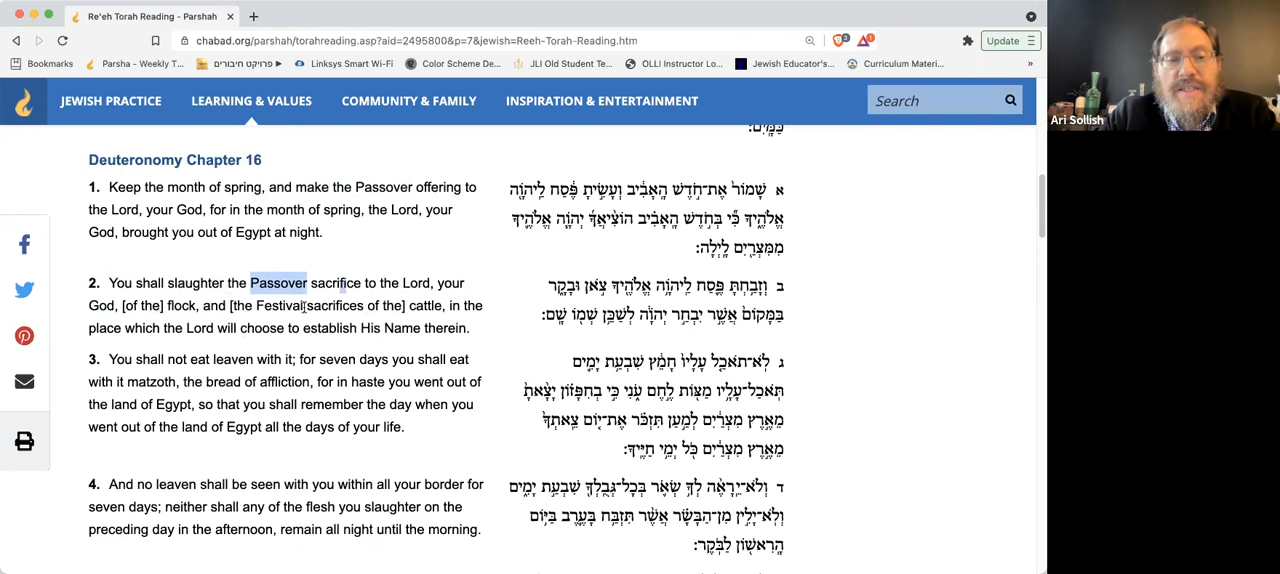 Re'eh Torah Reading - Parshah
chabad.org/parshah/torahreading.asp?aid=2495800&p=7&jewish=Reeh-Torah-Reading.htm
Update
Bookmarks Parsha - Weekly T... פרויקט חיבורים Linksys Smart Wi-Fi Color Scheme De... JLI Old Student Te... OLLI Instructor Lo... Jewish Educator's... Curriculum Materi...
JEWISH PRACTICE LEARNING & VALUES COMMUNITY & FAMILY INSPIRATION & ENTERTAINMENT Search
Ari Sollish
כַּמָּֽיִם:
Deuteronomy Chapter 16
1. Keep the month of spring, and make the Passover offering to
the Lord, your God, for in the month of spring, the Lord, your
God, brought you out of Egypt at night.
א שָׁמוֹר֙ אֶת־חֹ֣דֶשׁ הָֽאָבִ֔יב וְעָשִׂ֣יתָ פֶּ֔סַח לַֽיהֹוָ֖ה
אֱלֹהֶ֑יךָ כִּ֞י בְּחֹ֣דֶשׁ הָֽאָבִ֗יב הוֹצִֽיאֲךָ֜ יְהֹוָ֧ה אֱלֹהֶ֛יךָ
מִמִּצְרַ֖יִם לָֽיְלָה:
2. You shall slaughter the Passover sacrifice to the Lord, your
God, [of the] flock, and [the Festival sacrifices of the] cattle, in the
place which the Lord will choose to establish His Name therein.
ב וְזָבַ֥חְתָּ פֶּ֛סַח לַֽיהֹוָ֥ה אֱלֹהֶ֖יךָ צֹ֣אן וּבָקָ֑ר
בַּמָּקוֹם֙ אֲשֶׁ֣ר יִבְחַ֣ר יְהֹוָ֔ה לְשַׁכֵּ֥ן שְׁמ֖וֹ שָֽׁם:
3. You shall not eat leaven with it; for seven days you shall eat
with it matzoth, the bread of affliction, for in haste you went out of
the land of Egypt, so that you shall remember the day when you
went out of the land of Egypt all the days of your life.
ג לֹֽא־תֹאכַ֤ל עָלָיו֙ חָמֵ֔ץ שִׁבְעַ֥ת יָמִ֛ים
תֹּֽאכַל־עָלָ֥יו מַצּ֖וֹת לֶ֣חֶם עֹ֑נִי כִּ֣י בְחִפָּז֗וֹן יָצָ֨אתָ֙
מֵאֶ֣רֶץ מִצְרַ֔יִם לְמַ֣עַן תִּזְכֹּ֗ר אֶת־י֤וֹם צֵֽאתְךָ֙
מֵאֶ֣רֶץ מִצְרַ֔יִם כֹּ֖ל יְמֵ֥י חַיֶּֽיךָ:
4. And no leaven shall be seen with you within all your border for
seven days; neither shall any of the flesh you slaughter on the
preceding day in the afternoon, remain all night until the morning.
ד וְלֹא־יֵֽרָאֶ֨ה לְךָ֥ שְׂאֹ֛ר בְּכָל־גְּבֻֽלְךָ֖ שִׁבְעַ֣ת יָמִ֑ים
וְלֹא־יָלִ֣ין מִן־הַבָּשָׂ֗ר אֲשֶׁ֨ר תִּזְבַּ֥ח בָּעֶ֛רֶב בַּיּ֥וֹם
הָֽרִאשׁ֖וֹן לַבֹּֽקֶר: